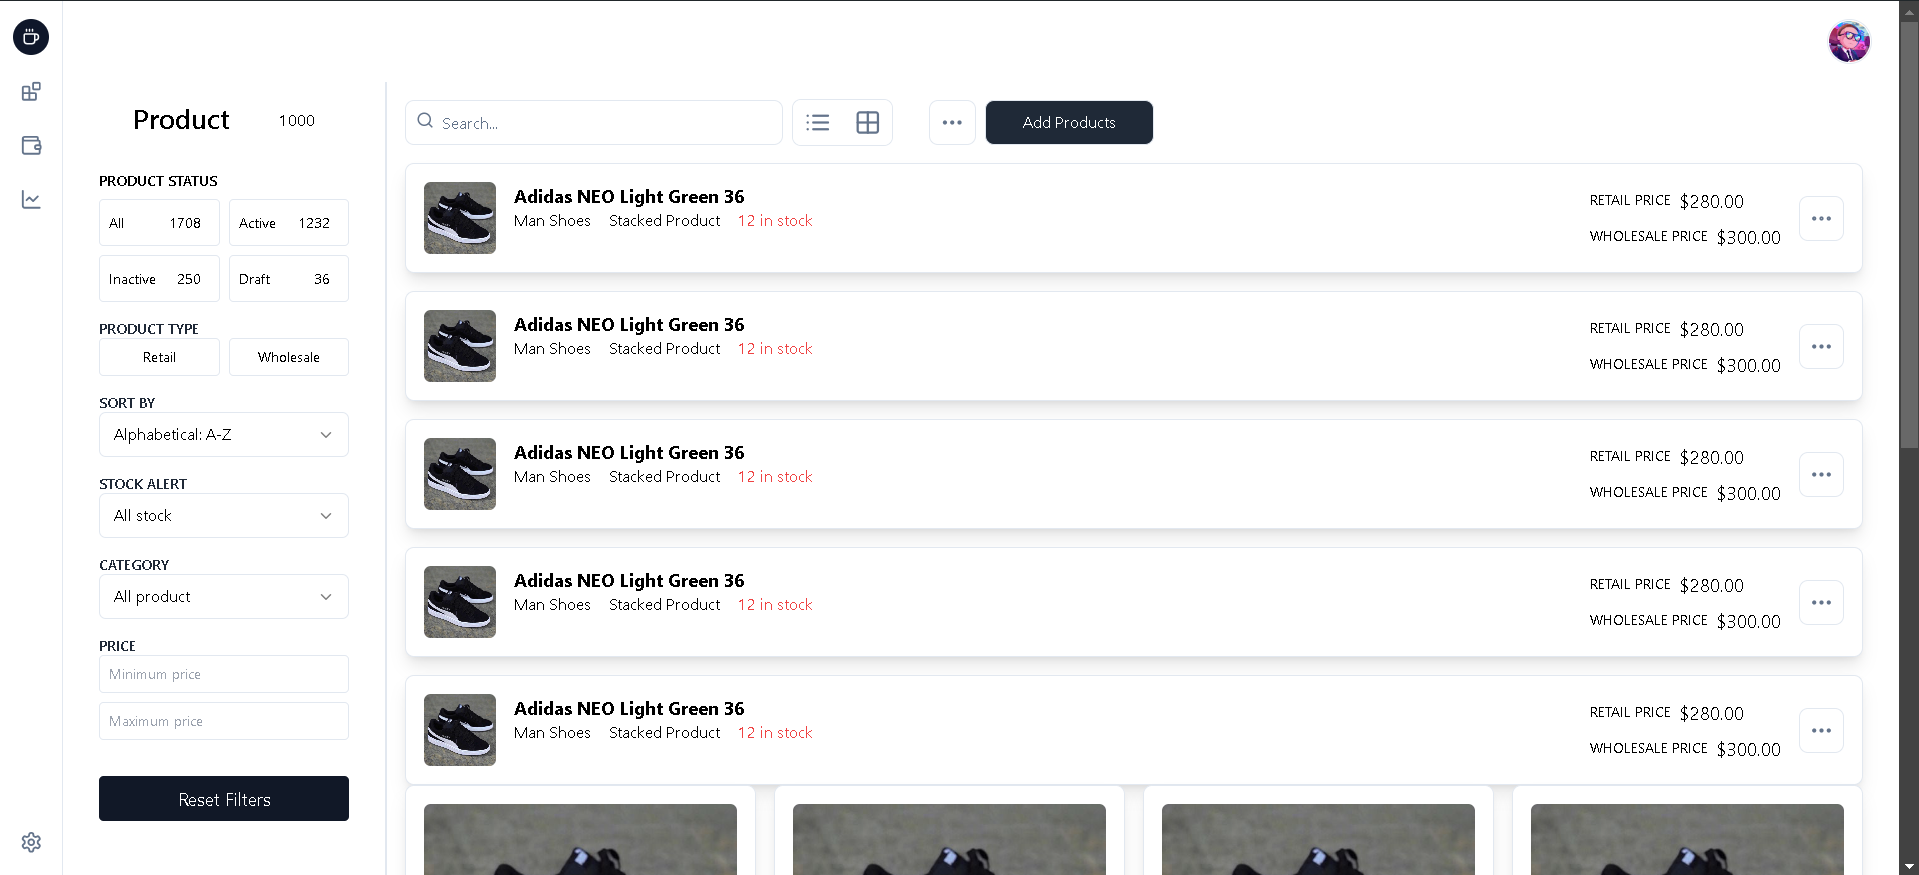 Product 1000
PRODUCT STATUS
All 1708
Active 1232
Inactive 250
Draft 36
PRODUCT TYPE
Retail
Wholesale
SORT BY
Alphabetical: A-Z
STOCK ALERT
All stock
CATEGORY
All product
PRICE
Minimum price
Maximum price
Reset Filters
Search...
Add Products
Adidas NEO Light Green 36
Man Shoes Stacked Product 12 in stock
RETAIL PRICE $280.00
WHOLESALE PRICE $300.00
Adidas NEO Light Green 36
Man Shoes Stacked Product 12 in stock
RETAIL PRICE $280.00
WHOLESALE PRICE $300.00
Adidas NEO Light Green 36
Man Shoes Stacked Product 12 in stock
RETAIL PRICE $280.00
WHOLESALE PRICE $300.00
Adidas NEO Light Green 36
Man Shoes Stacked Product 12 in stock
RETAIL PRICE $280.00
WHOLESALE PRICE $300.00
Adidas NEO Light Green 36
Man Shoes Stacked Product 12 in stock
RETAIL PRICE $280.00
WHOLESALE PRICE $300.00